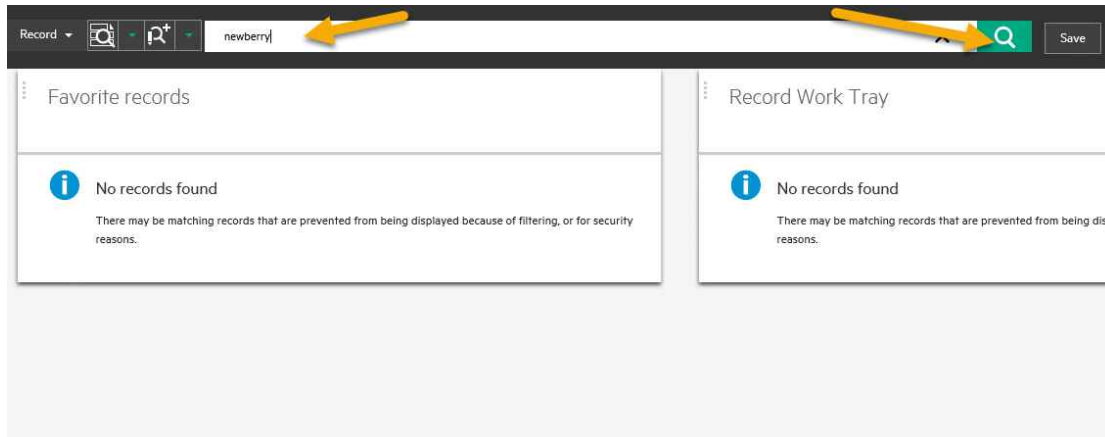 Record
newberry
Save
Favorite records
Record Work Tray
No records found
There may be matching records that are prevented from being displayed because of filtering, or for security
reasons.
No records found
There may be matching records that are prevented from being dis
reasons.